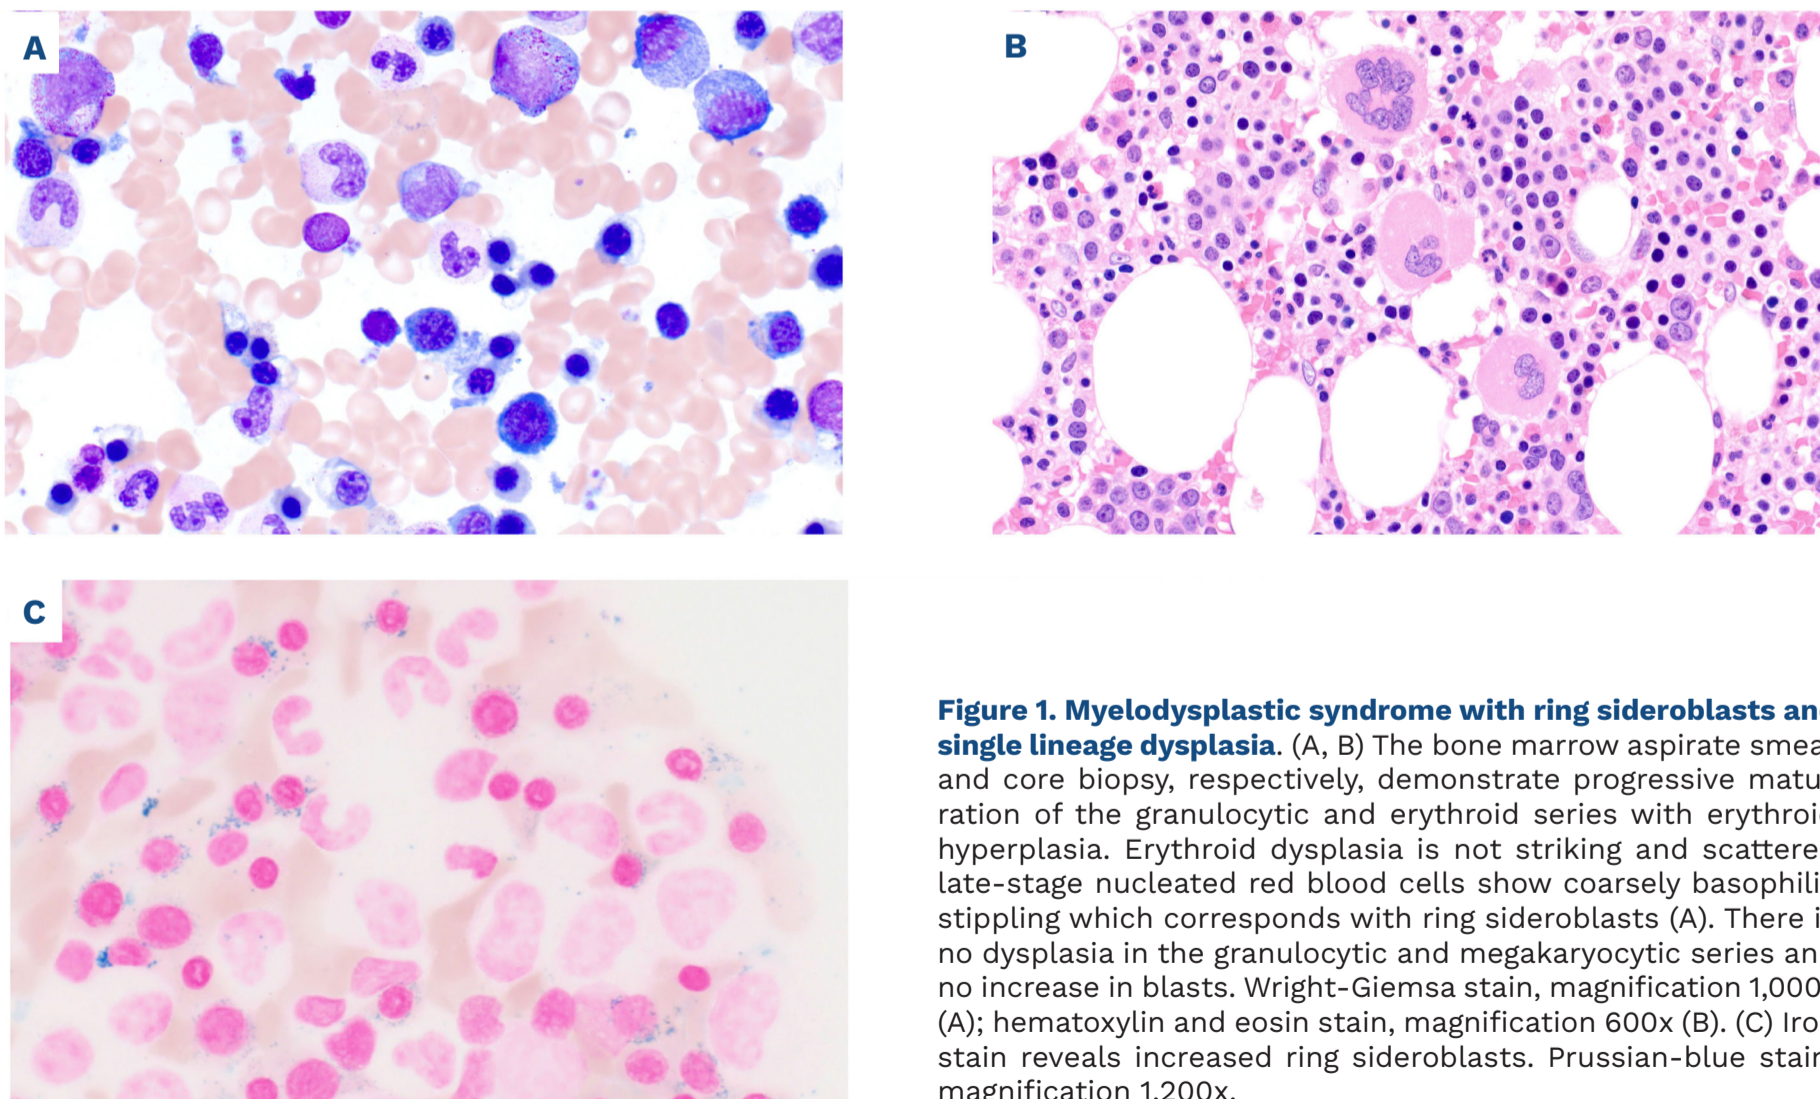 A
B
C
Figure 1. Myelodysplastic syndrome with ring sideroblasts an
single lineage dysplasia. (A, B) The bone marrow aspirate smea
and core biopsy, respectively, demonstrate progressive matu
ration of the granulocytic and erythroid series with erythroi
hyperplasia. Erythroid dysplasia is not striking and scattere
late-stage nucleated red blood cells show coarsely basophili
stippling which corresponds with ring sideroblasts (A). There i
no dysplasia in the granulocytic and megakaryocytic series an
no increase in blasts. Wright-Giemsa stain, magnification 1,000
(A); hematoxylin and eosin stain, magnification 600x (B). (C) Iro
stain reveals increased ring sideroblasts. Prussian-blue stain
magnification 1,200x.